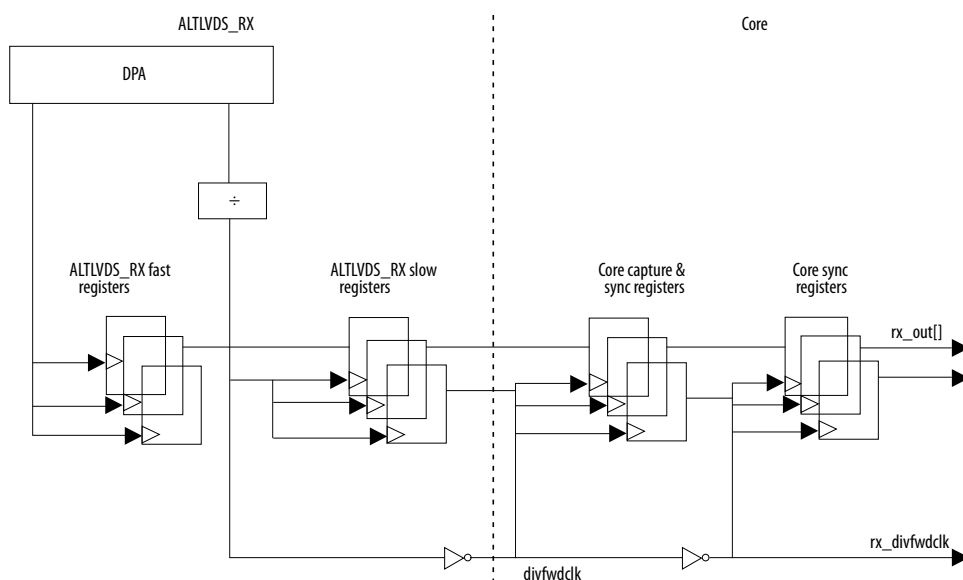 ALTLVDS_RX
Core
DPA
÷
ALTLVDS_RX fast
registers
ALTLVDS_RX slow
registers
Core capture &
sync registers
Core sync
registers
rx_out[]
rx_divfwdclk
divfwdclk